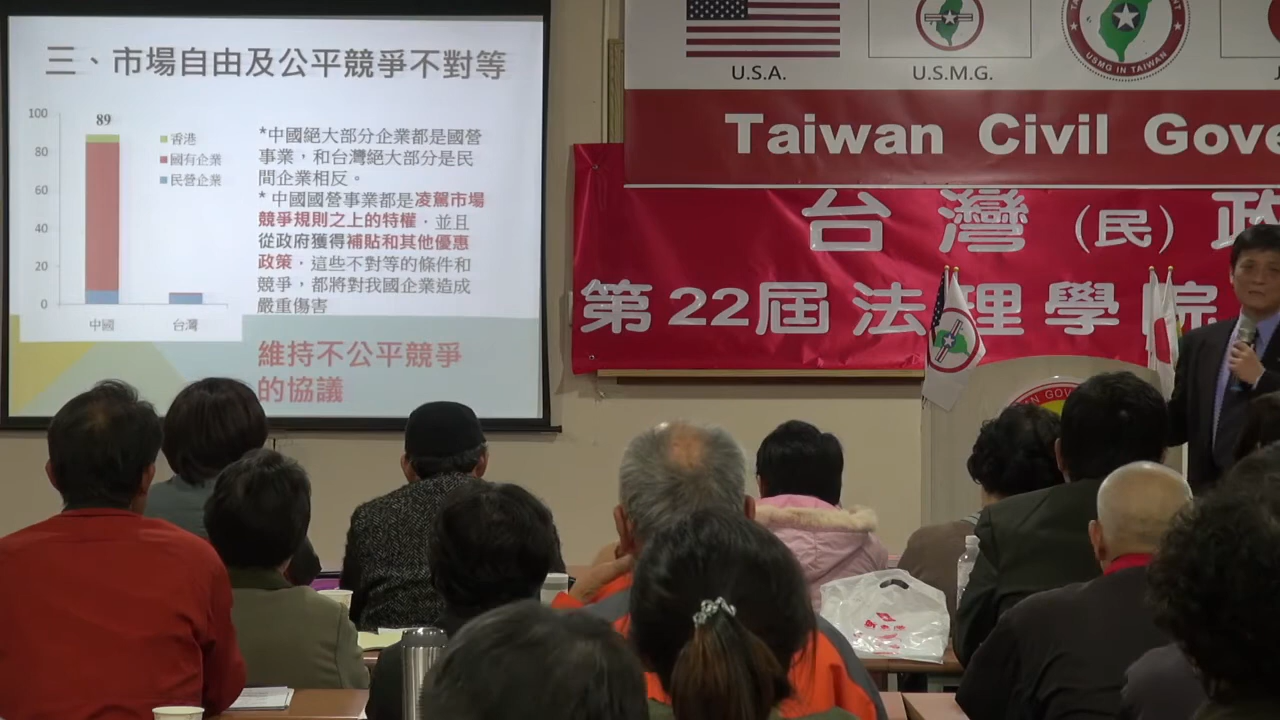 三、市場自由及公平競爭不對等
100
80
60
40
20
0
89
香港
國有企業
民營企業
中國
台灣
*中國絕大部分企業都是國營
事業，和台灣絕大部分是民
間企業相反。
*中國國營事業都是凌駕市場
競爭規則之上的特權，並且
從政府獲得補貼和其他優惠
政策，這些不對等的條件和
競爭，都將對我國企業造成
嚴重傷害
維持不公平競爭
的協議
U.S.A.
U.S.M.G.
USMG IN TAIWAN
Taiwan Civil Gove
台灣（民）政
第22屆法理學院